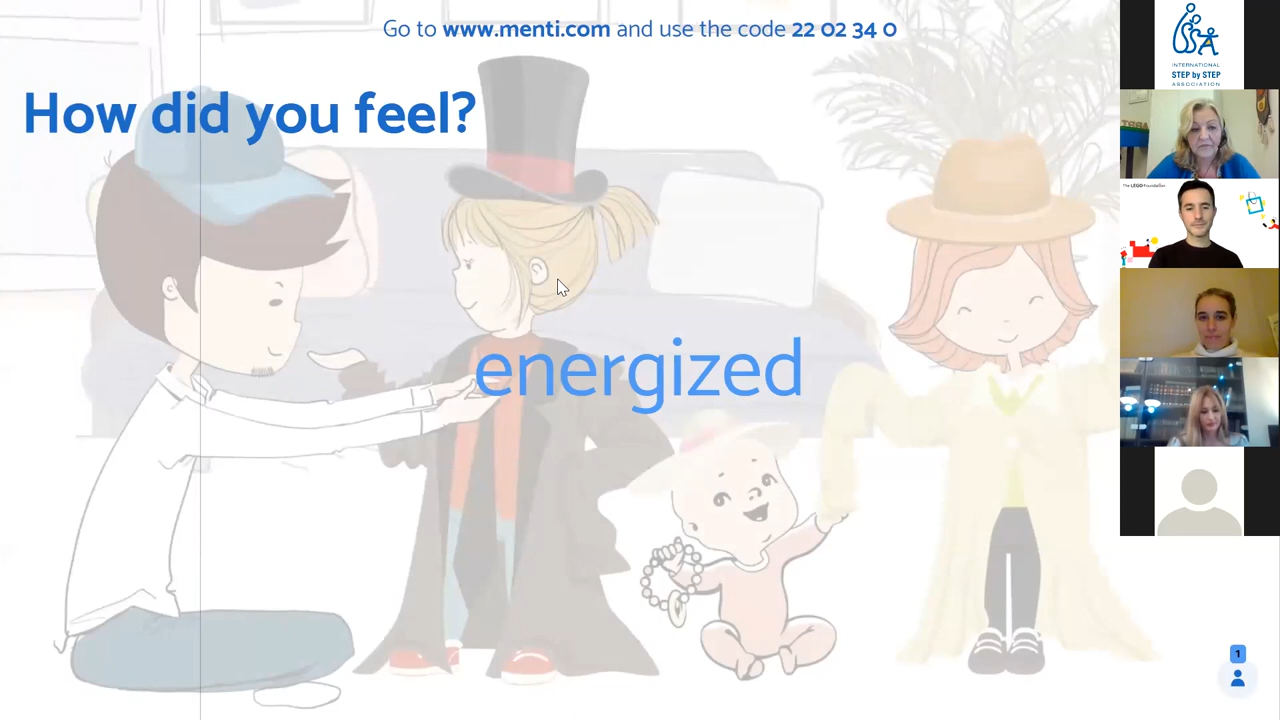 Go to www.menti.com and use the code 22 02 34 0
How did you feel?
energized
1
INTERNATIONAL
STEP by STEP
ASSOCIATION
The LEGO Foundation